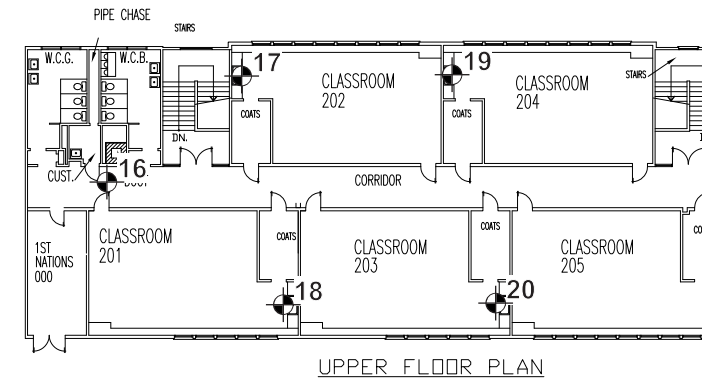 PIPE CHASE
STAIRS
W.C.G.
W.C.B.
17
19
CLASSROOM
202
CLASSROOM
204
STAIRS
COATS
COATS
DN.
16
CUST.
CORRIDOR
1ST
NATIONS
000
CLASSROOM
201
COATS
CLASSROOM
203
COATS
CLASSROOM
205
18
20
UPPER FLOOR PLAN